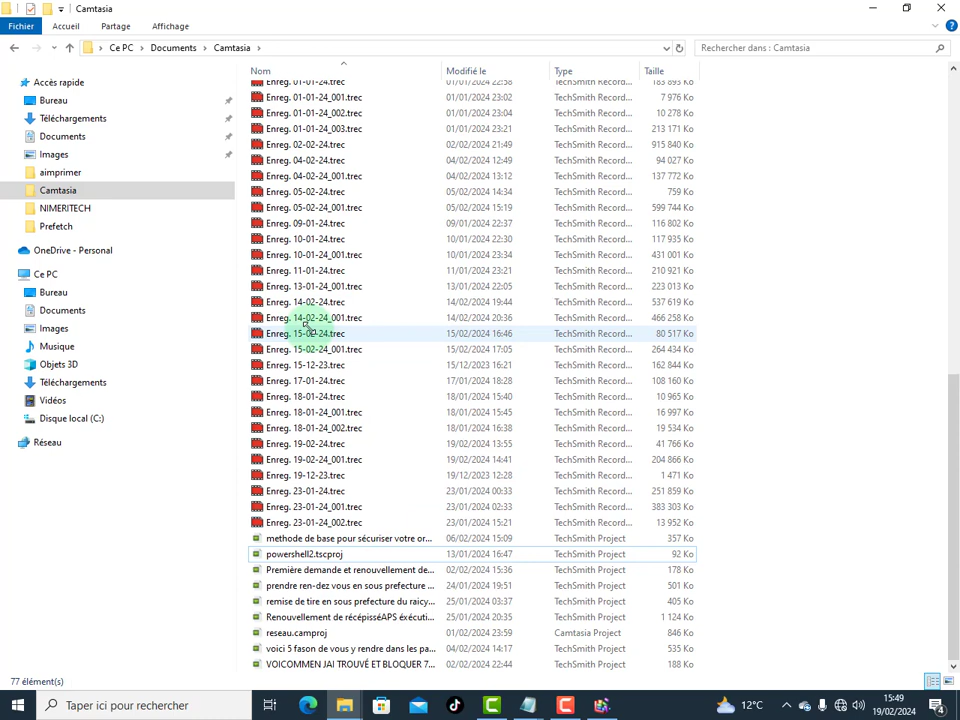 Camtasia
Fichier Accueil Partage Affichage
Ce PC > Documents > Camtasia >
Rechercher dans : Camtasia
Nom Modifié le Type Taille
Accès rapide
Bureau
Téléchargements
Documents
Images
aimprimer
Camtasia
NIMERITECH
Prefetch
OneDrive - Personal
Ce PC
Bureau
Documents
Images
Musique
Objets 3D
Téléchargements
Vidéos
Disque local (C:)
Réseau
Enreg. 01-01-24.trec 01/01/2024 22:58 TechSmith Record... 183 893 Ko
Enreg. 01-01-24_001.trec 01/01/2024 23:02 TechSmith Record... 7 976 Ko
Enreg. 01-01-24_002.trec 01/01/2024 23:04 TechSmith Record... 10 278 Ko
Enreg. 01-01-24_003.trec 01/01/2024 23:21 TechSmith Record... 213 171 Ko
Enreg. 02-02-24.trec 02/02/2024 21:49 TechSmith Record... 915 840 Ko
Enreg. 04-02-24.trec 04/02/2024 12:49 TechSmith Record... 94 027 Ko
Enreg. 04-02-24_001.trec 04/02/2024 13:12 TechSmith Record... 137 772 Ko
Enreg. 05-02-24.trec 05/02/2024 14:34 TechSmith Record... 759 Ko
Enreg. 05-02-24_001.trec 05/02/2024 15:19 TechSmith Record... 599 744 Ko
Enreg. 09-01-24.trec 09/01/2024 22:37 TechSmith Record... 116 802 Ko
Enreg. 10-01-24.trec 10/01/2024 22:30 TechSmith Record... 117 935 Ko
Enreg. 10-01-24_001.trec 10/01/2024 23:34 TechSmith Record... 431 001 Ko
Enreg. 11-01-24.trec 11/01/2024 23:21 TechSmith Record... 210 921 Ko
Enreg. 13-01-24_001.trec 13/01/2024 22:05 TechSmith Record... 223 013 Ko
Enreg. 14-02-24.trec 14/02/2024 19:44 TechSmith Record... 537 619 Ko
Enreg. 14-02-24_001.trec 14/02/2024 20:36 TechSmith Record... 466 258 Ko
Enreg. 15-02-24.trec 15/02/2024 16:46 TechSmith Record... 80 517 Ko
Enreg. 15-02-24_001.trec 15/02/2024 17:05 TechSmith Record... 264 434 Ko
Enreg. 15-12-23.trec 15/12/2023 16:21 TechSmith Record... 162 844 Ko
Enreg. 17-01-24.trec 17/01/2024 18:28 TechSmith Record... 108 160 Ko
Enreg. 18-01-24.trec 18/01/2024 15:40 TechSmith Record... 10 965 Ko
Enreg. 18-01-24_001.trec 18/01/2024 15:45 TechSmith Record... 16 997 Ko
Enreg. 18-01-24_002.trec 18/01/2024 16:38 TechSmith Record... 19 534 Ko
Enreg. 19-02-24.trec 19/02/2024 13:55 TechSmith Record... 41 766 Ko
Enreg. 19-02-24_001.trec 19/02/2024 14:41 TechSmith Record... 204 866 Ko
Enreg. 19-12-23.trec 19/12/2023 12:28 TechSmith Record... 1 471 Ko
Enreg. 23-01-24.trec 23/01/2024 00:33 TechSmith Record... 251 859 Ko
Enreg. 23-01-24_001.trec 23/01/2024 02:33 TechSmith Record... 383 303 Ko
Enreg. 23-01-24_002.trec 23/01/2024 15:21 TechSmith Record... 13 952 Ko
methode de base pour sécuriser votre or... 06/02/2024 15:09 TechSmith Project 357 Ko
powershell2.tscproj 13/01/2024 16:47 TechSmith Project 92 Ko
Première demande et renouvellement de... 02/02/2024 15:36 TechSmith Project 178 Ko
prendre ren-dez vous en sous prefecture ... 24/01/2024 19:51 TechSmith Project 501 Ko
remise de tire en sous prefecture du raicy... 25/01/2024 03:37 TechSmith Project 405 Ko
Renouvellement de récépisséAPS éxécuti... 25/01/2024 20:35 TechSmith Project 1 124 Ko
reseau.camproj 01/02/2024 23:59 Camtasia Project 846 Ko
voici 5 fason de vous y rendre dans les pa... 04/02/2024 14:17 TechSmith Project 535 Ko
VOICOMMEN JAI TROUVÉ ET BLOQUER 7... 02/02/2024 22:44 TechSmith Project 188 Ko
77 élément(s)
Taper ici pour rechercher
12°C
15:49
19/02/2024
4